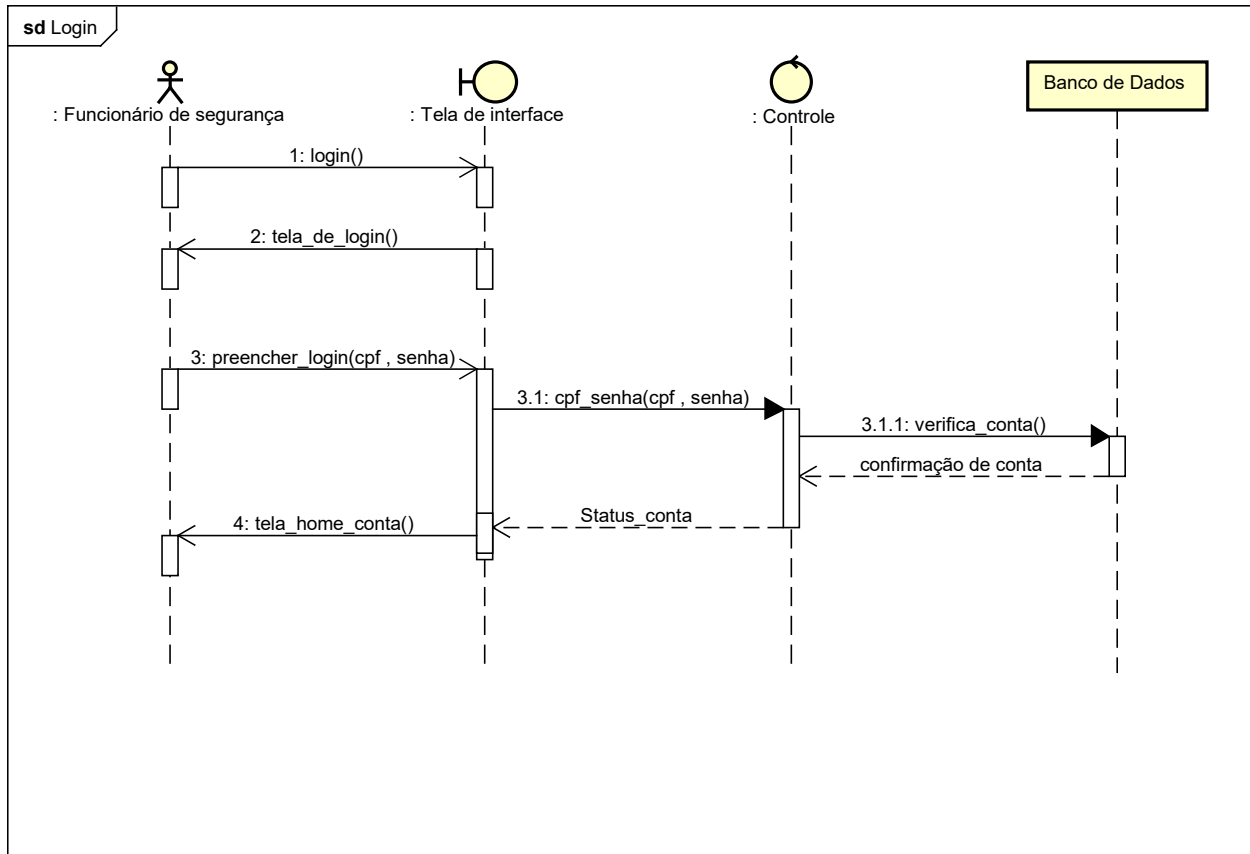 sd Login
: Funcionário de segurança
: Tela de interface
: Controle
Banco de Dados
1: login()
2: tela_de_login()
3: preencher_login(cpf , senha)
3.1: cpf_senha(cpf , senha)
3.1.1: verifica_conta()
confirmação de conta
Status_conta
4: tela_home_conta()